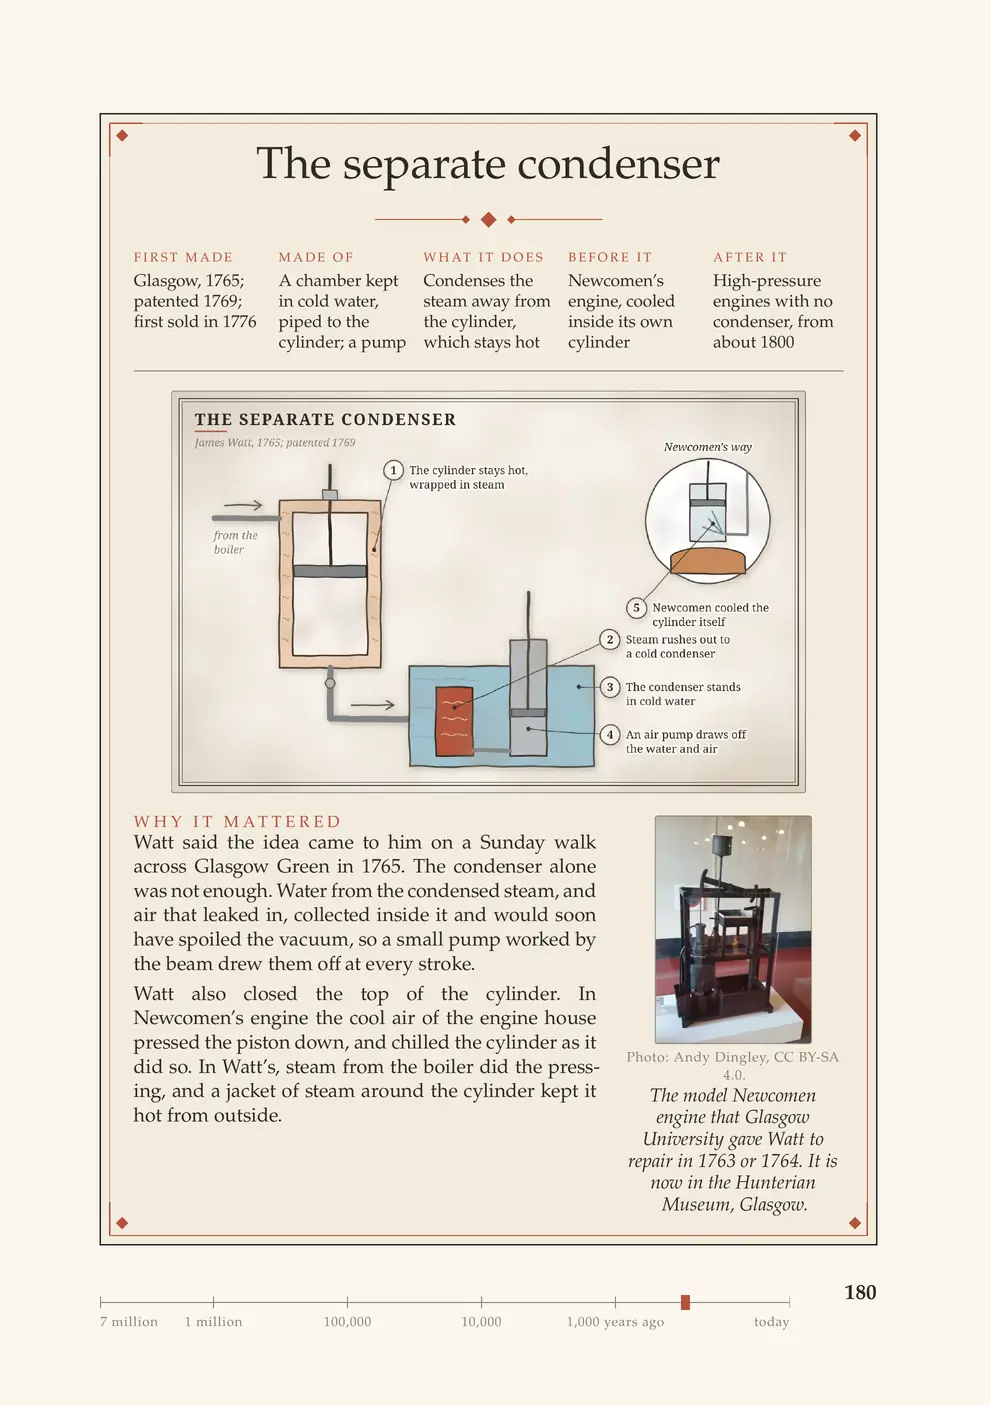 The separate condenser
FIRST MADE
Glasgow, 1765;
patented 1769;
first sold in 1776
MADE OF
A chamber kept
in cold water,
piped to the
cylinder; a pump
WHAT IT DOES
Condenses the
steam away from
the cylinder,
which stays hot
BEFORE IT
Newcomen's
engine, cooled
inside its own
cylinder
AFTER IT
High-pressure
engines with no
condenser, from
about 1800
THE SEPARATE CONDENSER
James Watt, 1765; patented 1769
Newcomen's way
1 The cylinder stays hot,
wrapped in steam
from the
boiler
5 Newcomen cooled the
cylinder itself
2 Steam rushes out to
a cold condenser
3 The condenser stands
in cold water
4 An air pump draws off
the water and air
WHY IT MATTERED
Watt said the idea came to him on a Sunday walk
across Glasgow Green in 1765. The condenser alone
was not enough. Water from the condensed steam, and
air that leaked in, collected inside it and would soon
have spoiled the vacuum, so a small pump worked by
the beam drew them off at every stroke.
Watt also closed the top of the cylinder. In
Newcomen's engine the cool air of the engine house
pressed the piston down, and chilled the cylinder as it
did so. In Watt's, steam from the boiler did the press-
ing, and a jacket of steam around the cylinder kept it
hot from outside.
Photo: Andy Dingley, CC BY-SA
4.0.
The model Newcomen
engine that Glasgow
University gave Watt to
repair in 1763 or 1764. It is
now in the Hunterian
Museum, Glasgow.
180
7 million
1 million
100,000
10,000
1,000 years ago
today